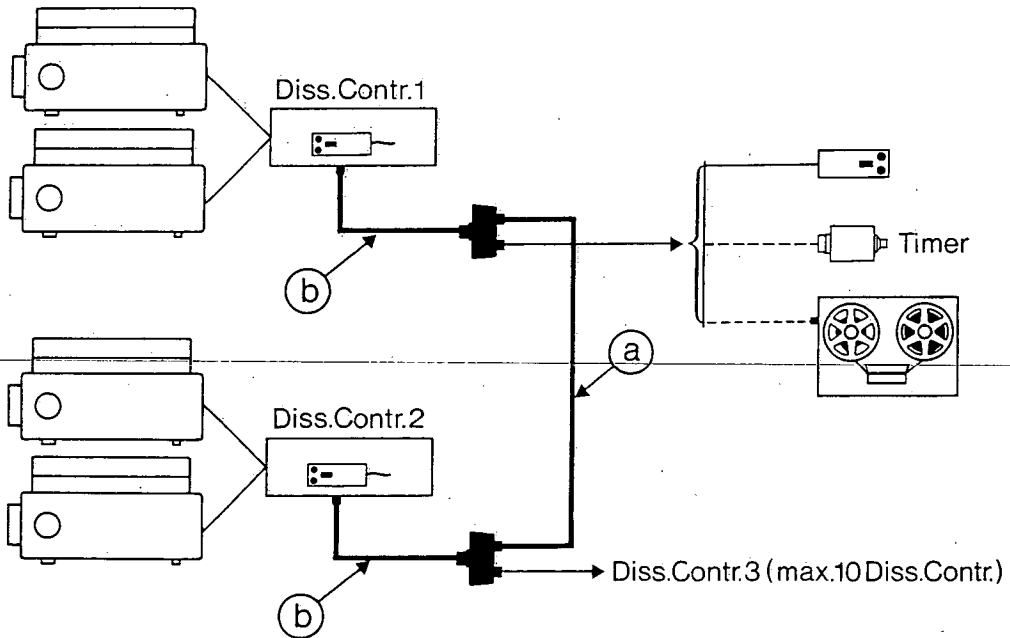 Diss.Contr.1
b
Timer
a
Diss.Contr.2
Diss.Contr.3 (max.10 Diss.Contr.)
b